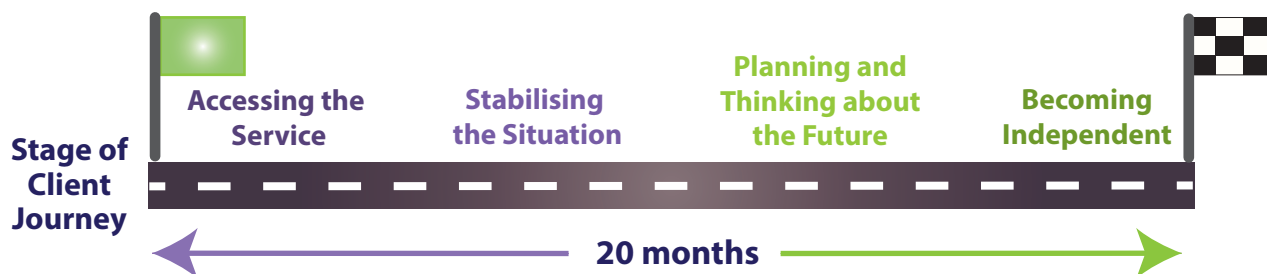 Stage of
Client
Journey
Accessing the
Service
Stabilising
the Situation
Planning and
Thinking about
the Future
Becoming
Independent
20 months